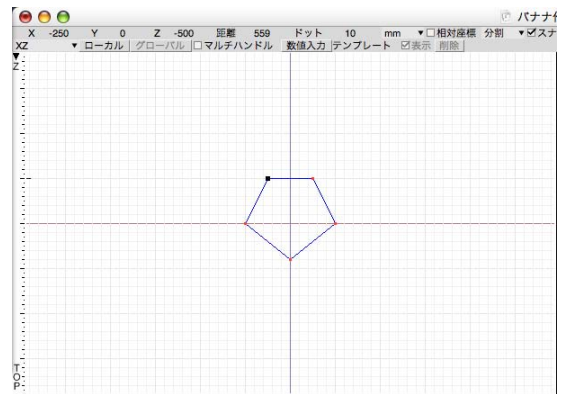 バナナ
X -250 Y 0 Z -500 距離 559 ドット 10 mm ▼ □相対座標 分割 ▼ ☑スナ
XZ ▼ ローカル グローバル □マルチハンドル 数値入力 テンプレート ☑表示 削除
Z
TOP